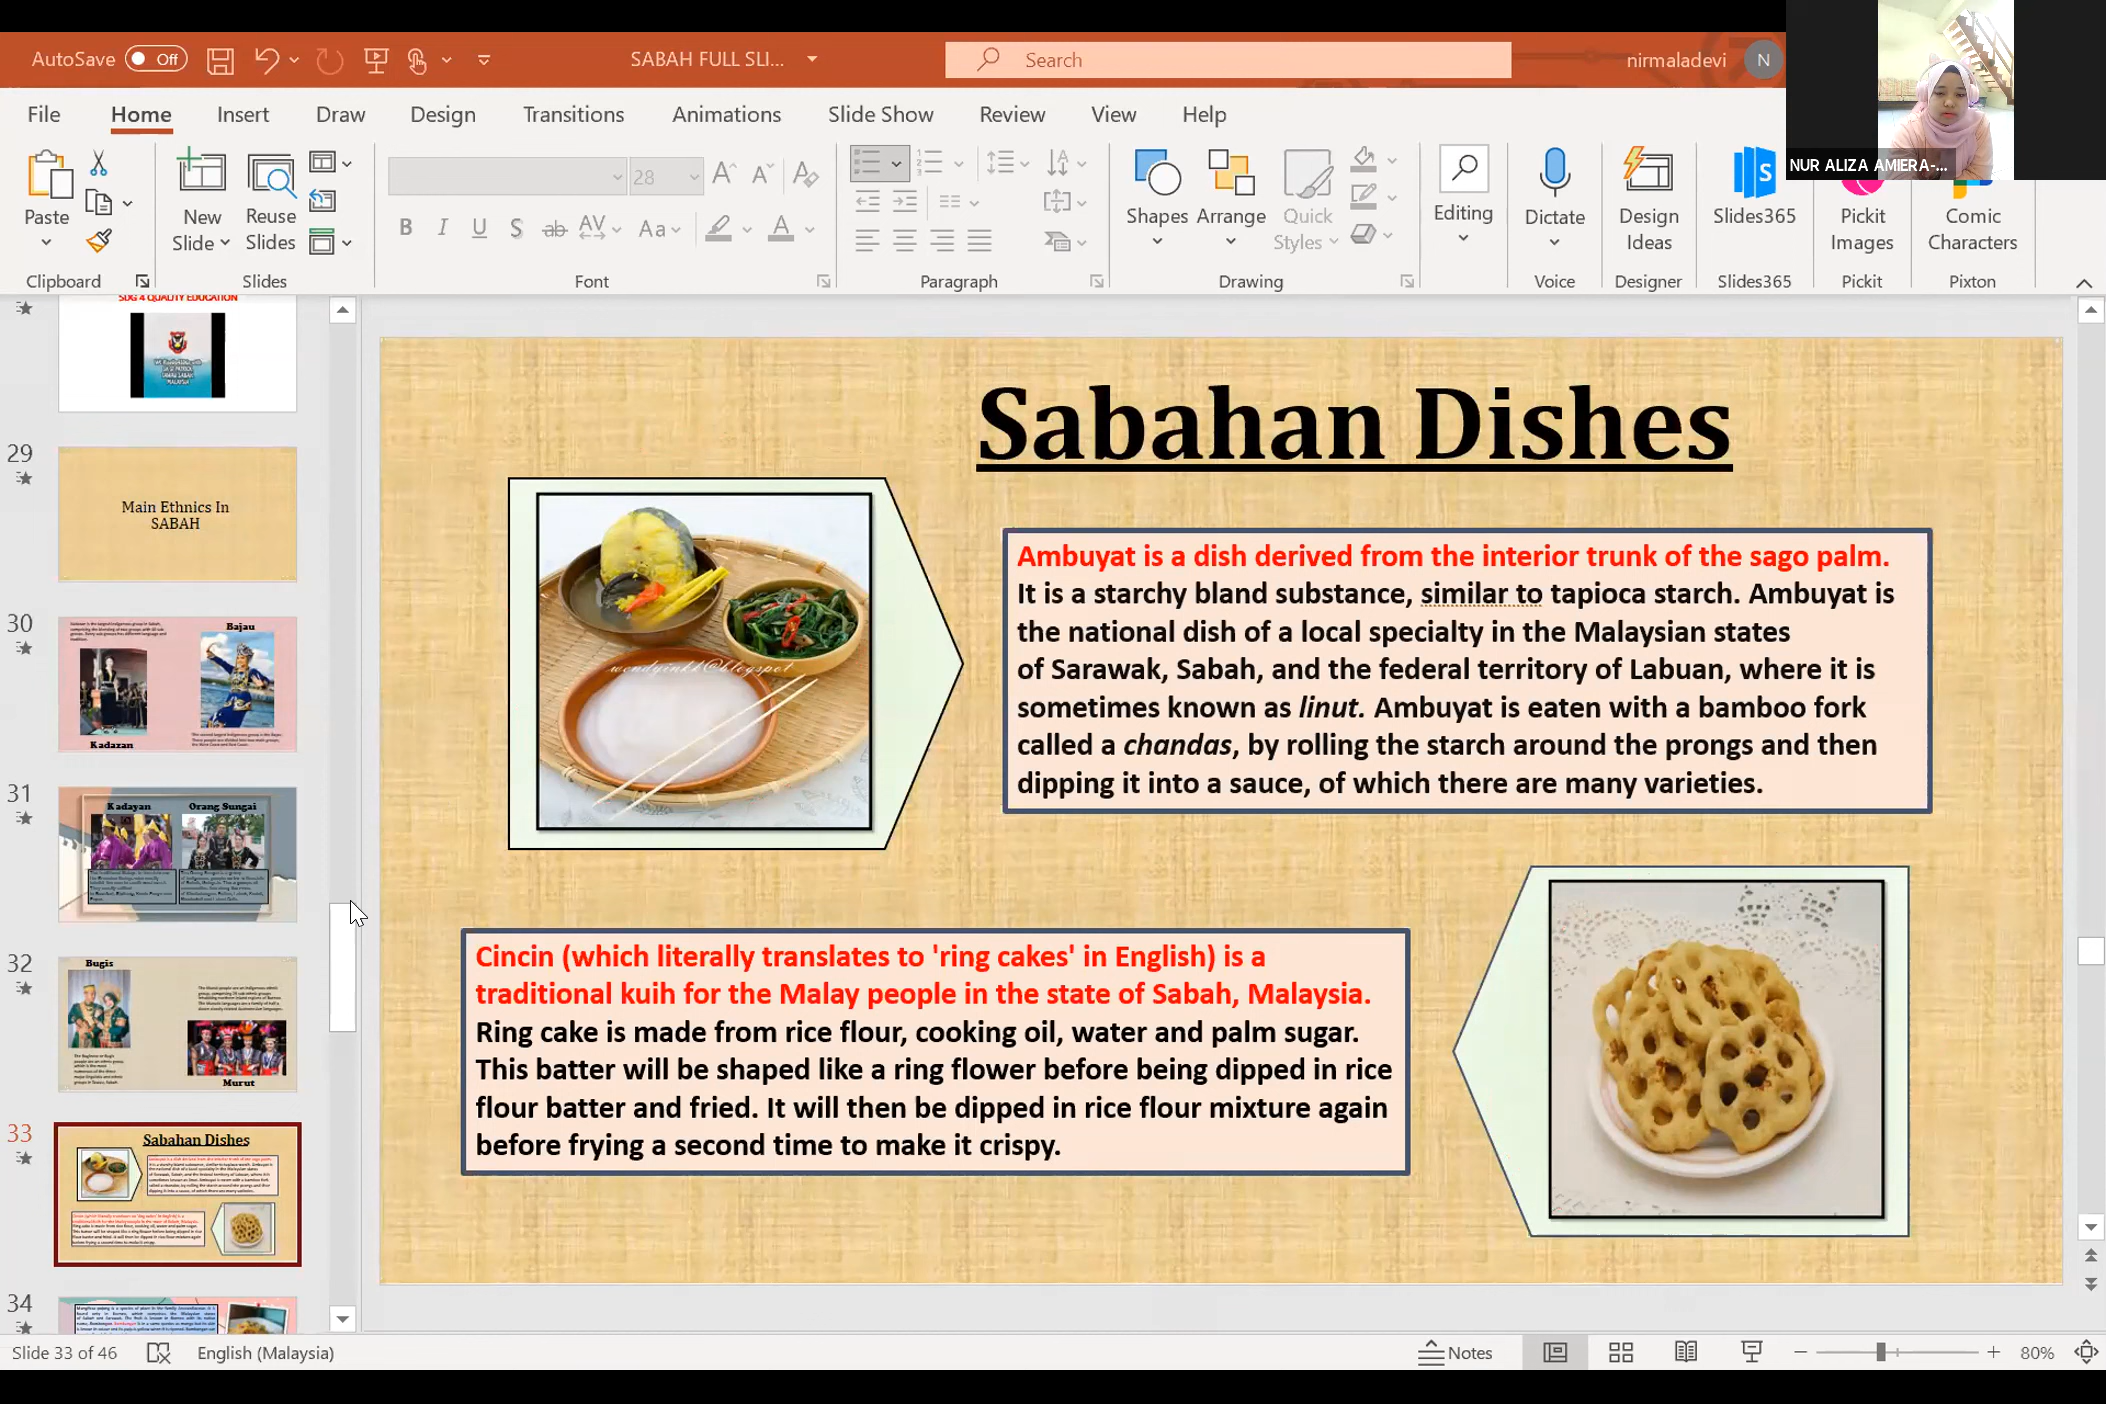 AutoSave Off
SABAH FULL SLI...
Search
nirmaladevi N
NUR ALIZA AMIERA-...
File Home Insert Draw Design Transitions Animations Slide Show Review View Help
Paste
New
Slide
Reuse
Slides
28
B I U S ab AV Aa A
Shapes Arrange Quick
Styles
Editing
Dictate
Design
Ideas
Slides365
Pickit
Images
Comic
Characters
Clipboard Slides Font Paragraph Drawing Voice Designer Slides365 Pickit Pixton
SDG 4 QUALITY EDUCATION
29
Main Ethnics In
SABAH
30
Bajau
Kadazan
31
Kadayan Orang Sungai
32
Bugis
Murut
33
Sabahan Dishes
34
Sabahan Dishes
wendyinkk@blogspot
Ambuyat is a dish derived from the interior trunk of the sago palm.
It is a starchy bland substance, similar to tapioca starch. Ambuyat is
the national dish of a local specialty in the Malaysian states
of Sarawak, Sabah, and the federal territory of Labuan, where it is
sometimes known as linut. Ambuyat is eaten with a bamboo fork
called a chandas, by rolling the starch around the prongs and then
dipping it into a sauce, of which there are many varieties.
Cincin (which literally translates to 'ring cakes' in English) is a
traditional kuih for the Malay people in the state of Sabah, Malaysia.
Ring cake is made from rice flour, cooking oil, water and palm sugar.
This batter will be shaped like a ring flower before being dipped in rice
flour batter and fried. It will then be dipped in rice flour mixture again
before frying a second time to make it crispy.
Slide 33 of 46 English (Malaysia) Notes 80%